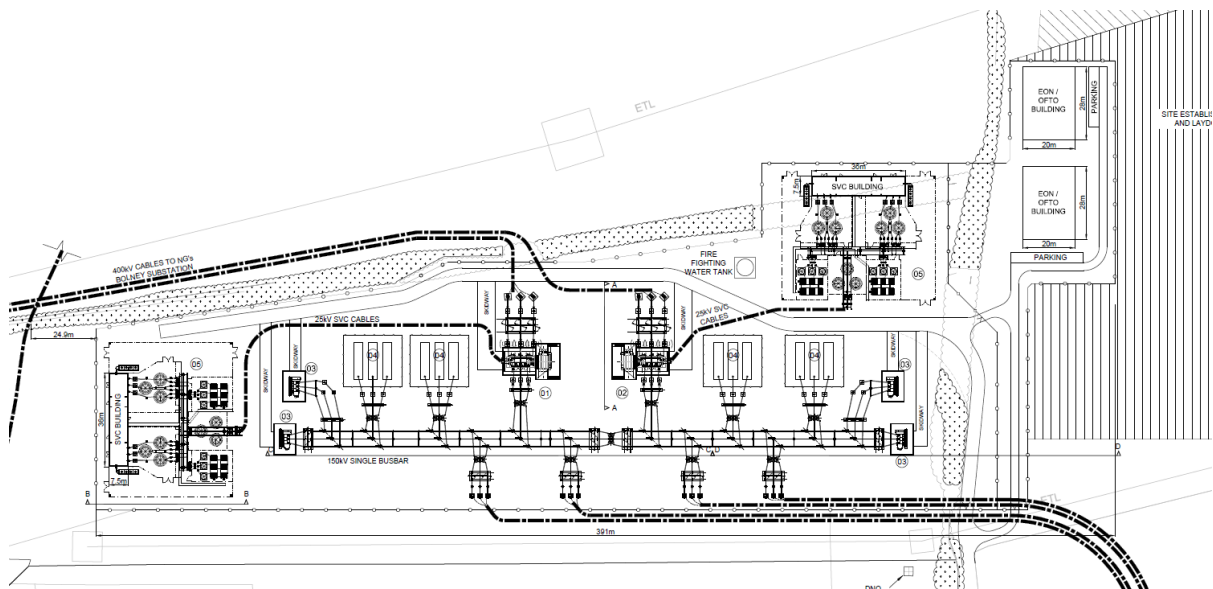 ETL
EON /
OFTO
BUILDING
28m
20m
PARKING
SITE ESTABLIS
AND LAYDO
36m
7.5m
SVC BUILDING
EON /
OFTO
BUILDING
28m
20m
PARKING
400kV CABLES TO NG's
BOLNEY SUBSTATION
FIRE
FIGHTING
WATER TANK
05
A
SKIDWAY
SKIDWAY
25kV SVC
CABLES
25kV SVC CABLES
24.9m
SKIDWAY
SKIDWAY
SKIDWAY
05
04
04
04
04
03
03
01
02
A
03
03
SVC BUILDING
36m
7.5m
150kV SINGLE BUSBAR
C
C
D
D
B
B
ETL
391m
DNO